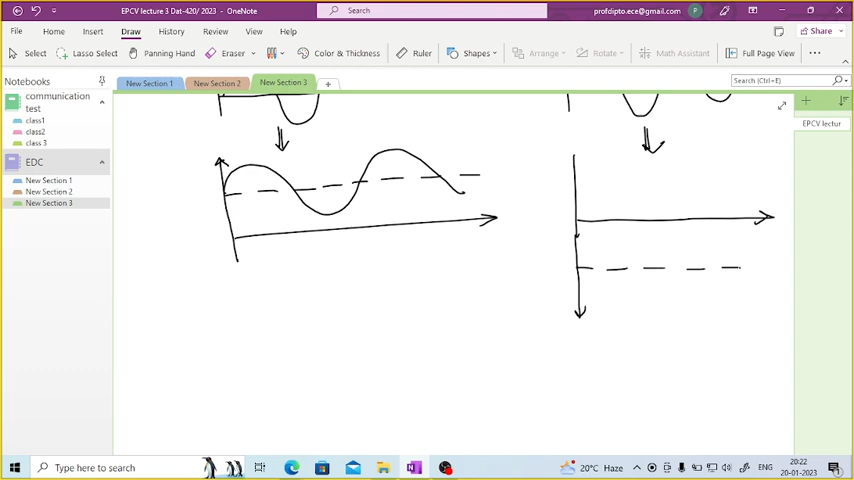 EPCV lecture 3 Dat-420/ 2023 - OneNote
Search
profdipto.ece@gmail.com
P
File
Home
Insert
Draw
History
Review
View
Help
Share
Select
Lasso Select
Panning Hand
Eraser
Color & Thickness
Ruler
Shapes
Arrange
Rotate
Math Assistant
Full Page View
Notebooks
New Section 1
New Section 2
New Section 3
Search (Ctrl+E)
communication
test
class1
class2
class 3
EDC
New Section 1
New Section 2
New Section 3
EPCV lectur
Type here to search
20°C Haze
ENG
20:22
20-01-2023